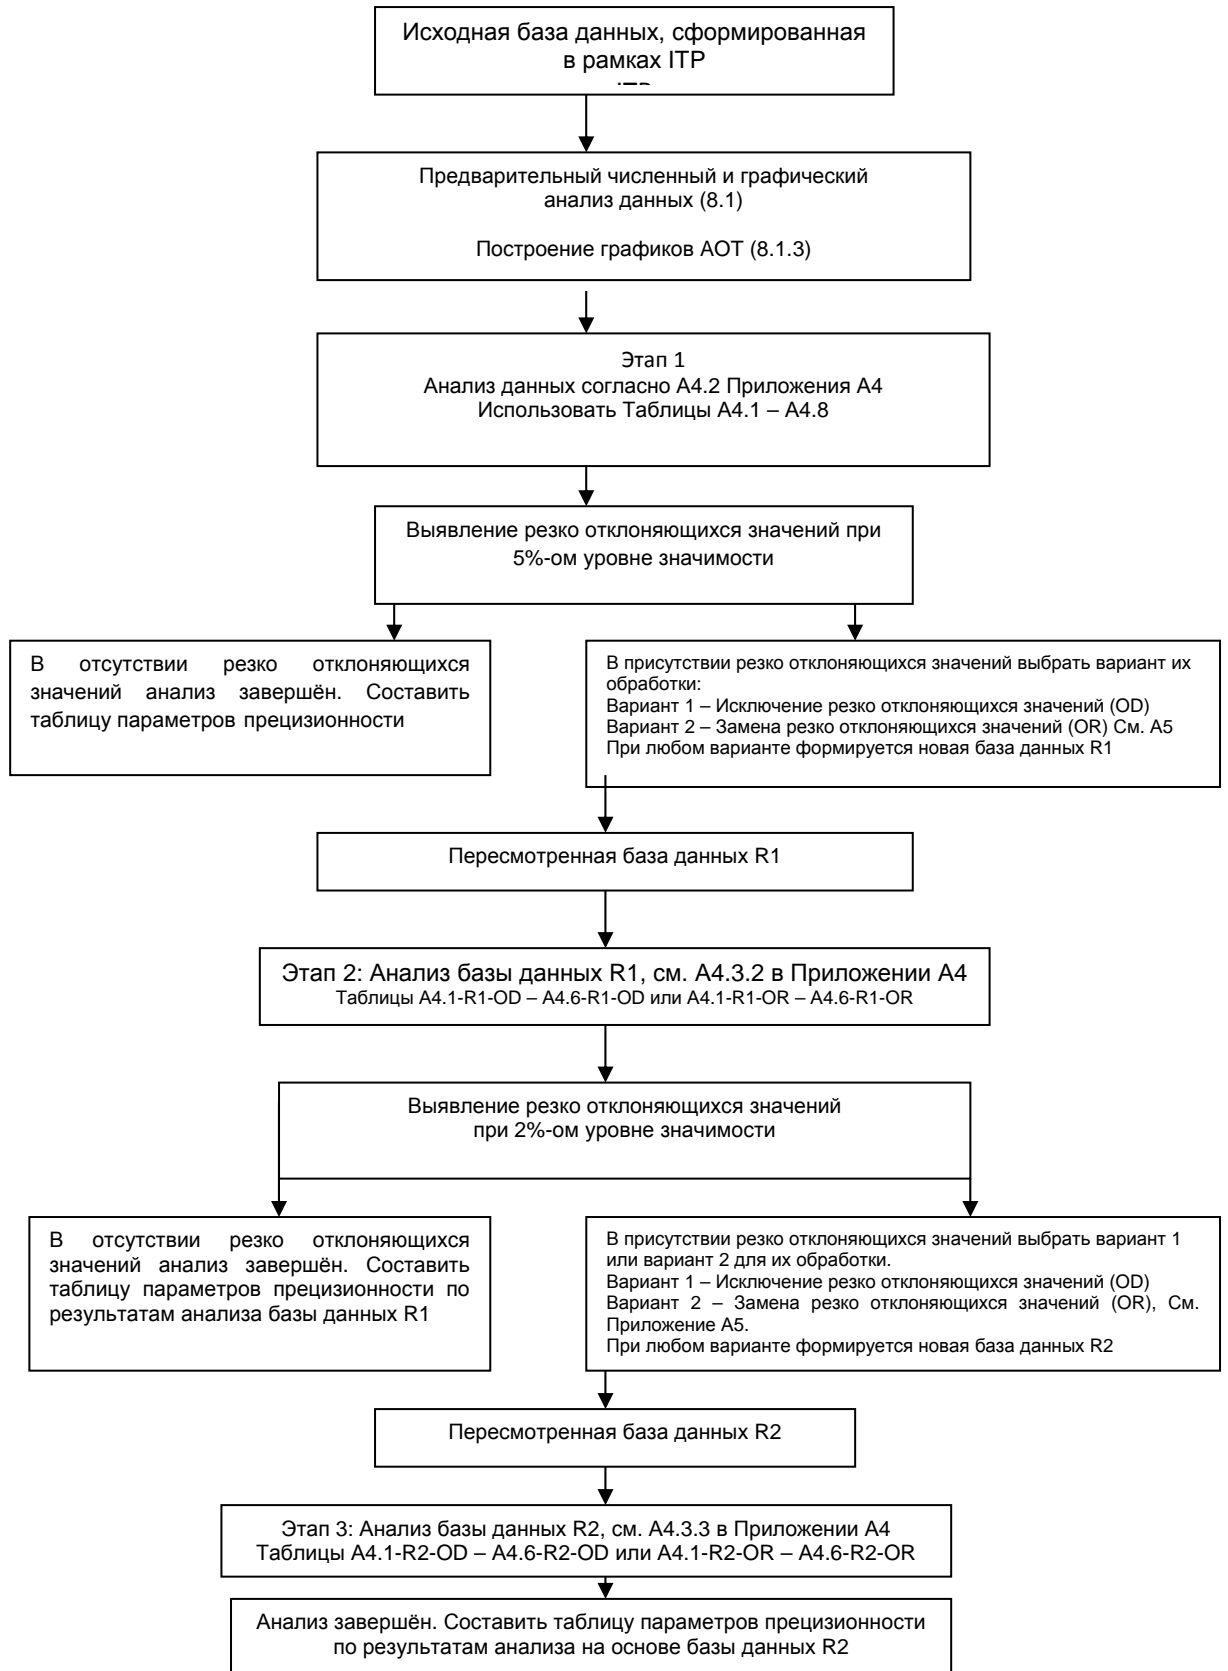 Исходная база данных, сформированная
в рамках ITP
Предварительный численный и графический
анализ данных (8.1)
Построение графиков АОТ (8.1.3)
Этап 1
Анализ данных согласно А4.2 Приложения А4
Использовать Таблицы А4.1 – А4.8
Выявление резко отклоняющихся значений при
5%-ом уровне значимости
В отсутствии резко отклоняющихся
значений анализ завершён. Составить
таблицу параметров прецизионности
В присутствии резко отклоняющихся значений выбрать вариант их
обработки:
Вариант 1 – Исключение резко отклоняющихся значений (OD)
Вариант 2 – Замена резко отклоняющихся значений (OR) См. А5
При любом варианте формируется новая база данных R1
Пересмотренная база данных R1
Этап 2: Анализ базы данных R1, см. А4.3.2 в Приложении А4
Таблицы А4.1-R1-OD – А4.6-R1-OD или А4.1-R1-OR – А4.6-R1-OR
Выявление резко отклоняющихся значений
при 2%-ом уровне значимости
В отсутствии резко отклоняющихся
значений анализ завершён. Составить
таблицу параметров прецизионности по
результатам анализа базы данных R1
В присутствии резко отклоняющихся значений выбрать вариант 1
или вариант 2 для их обработки.
Вариант 1 – Исключение резко отклоняющихся значений (OD)
Вариант 2 – Замена резко отклоняющихся значений (OR), См.
Приложение А5.
При любом варианте формируется новая база данных R2
Пересмотренная база данных R2
Этап 3: Анализ базы данных R2, см. А4.3.3 в Приложении А4
Таблицы А4.1-R2-OD – А4.6-R2-OD или А4.1-R2-OR – А4.6-R2-OR
Анализ завершён. Составить таблицу параметров прецизионности
по результатам анализа на основе базы данных R2